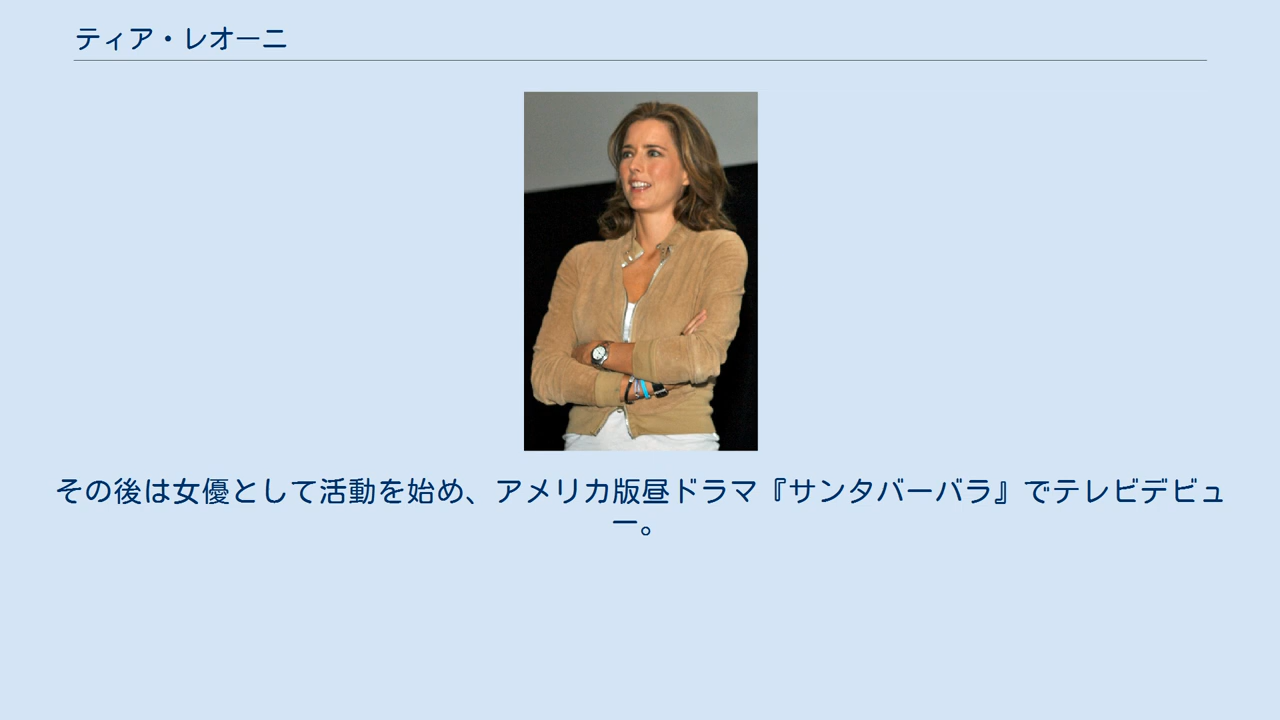 ティア・レオーニ
その後は女優として活動を始め、アメリカ版昼ドラマ『サンタバーバラ』でテレビデビュ
ー。